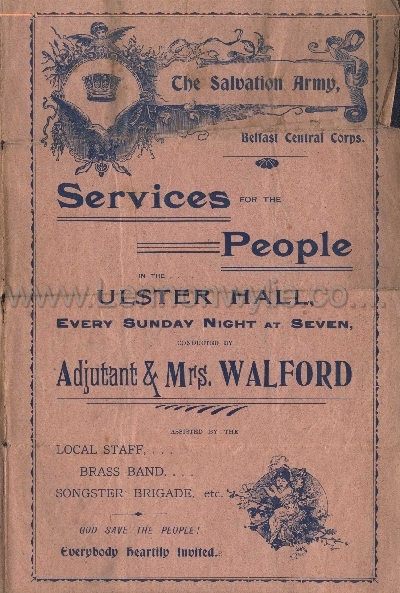 The Salvation Army,
Belfast Central Corps.
Services FOR THE
People
IN THE
ULSTER HALL,
EVERY SUNDAY NIGHT AT SEVEN,
CONDUCTED BY
Adjutant & Mrs. WALFORD
ASSISTED BY THE
LOCAL STAFF, . . .
BRASS BAND. . . .
SONGSTER BRIGADE, etc.
GOD SAVE THE PEOPLE!
Everybody Heartily Invited.